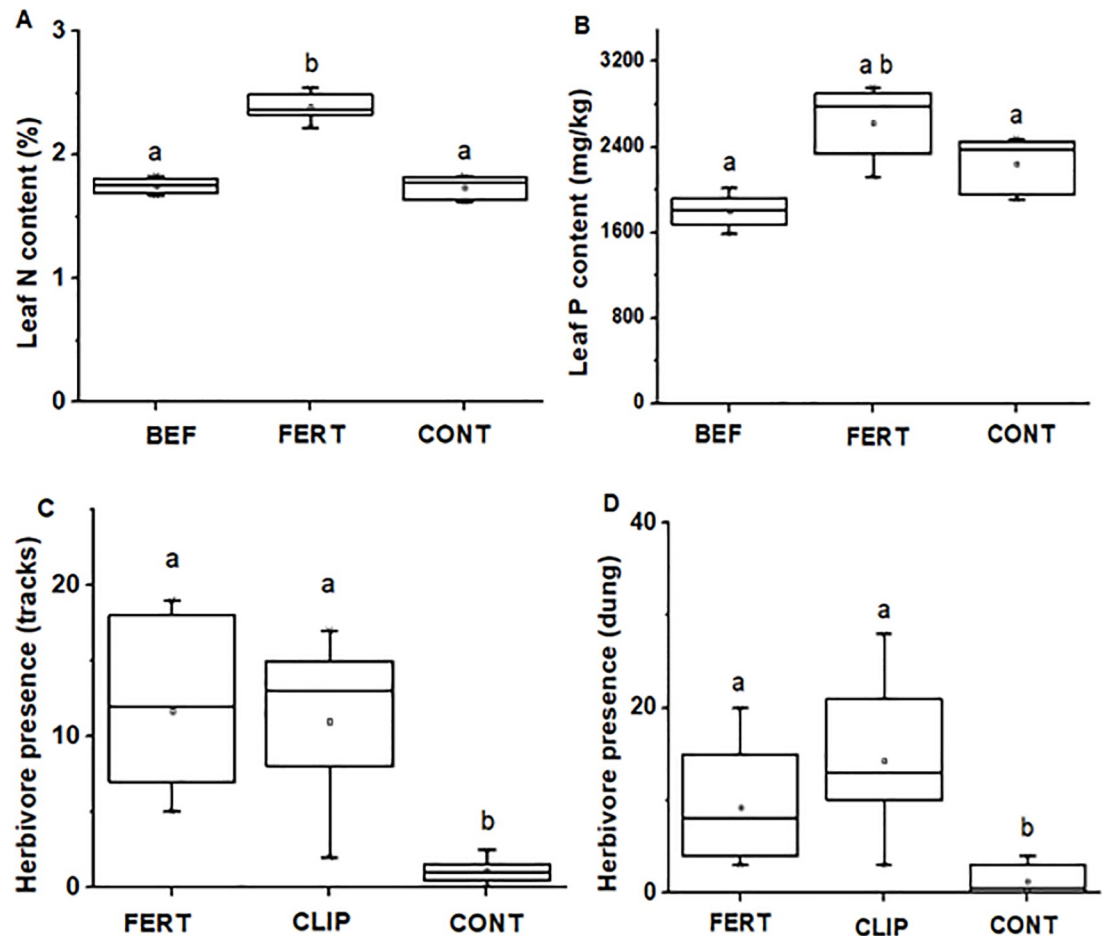 A
Leaf N content (%)
3
2
1
0
a
b
a
BEF FERT CONT
B
Leaf P content (mg/kg)
3200
2400
1600
800
0
a
a b
a
BEF FERT CONT
C
Herbivore presence (tracks)
20
10
0
a
a
b
FERT CLIP CONT
D
Herbivore presence (dung)
40
20
0
a
a
b
FERT CLIP CONT